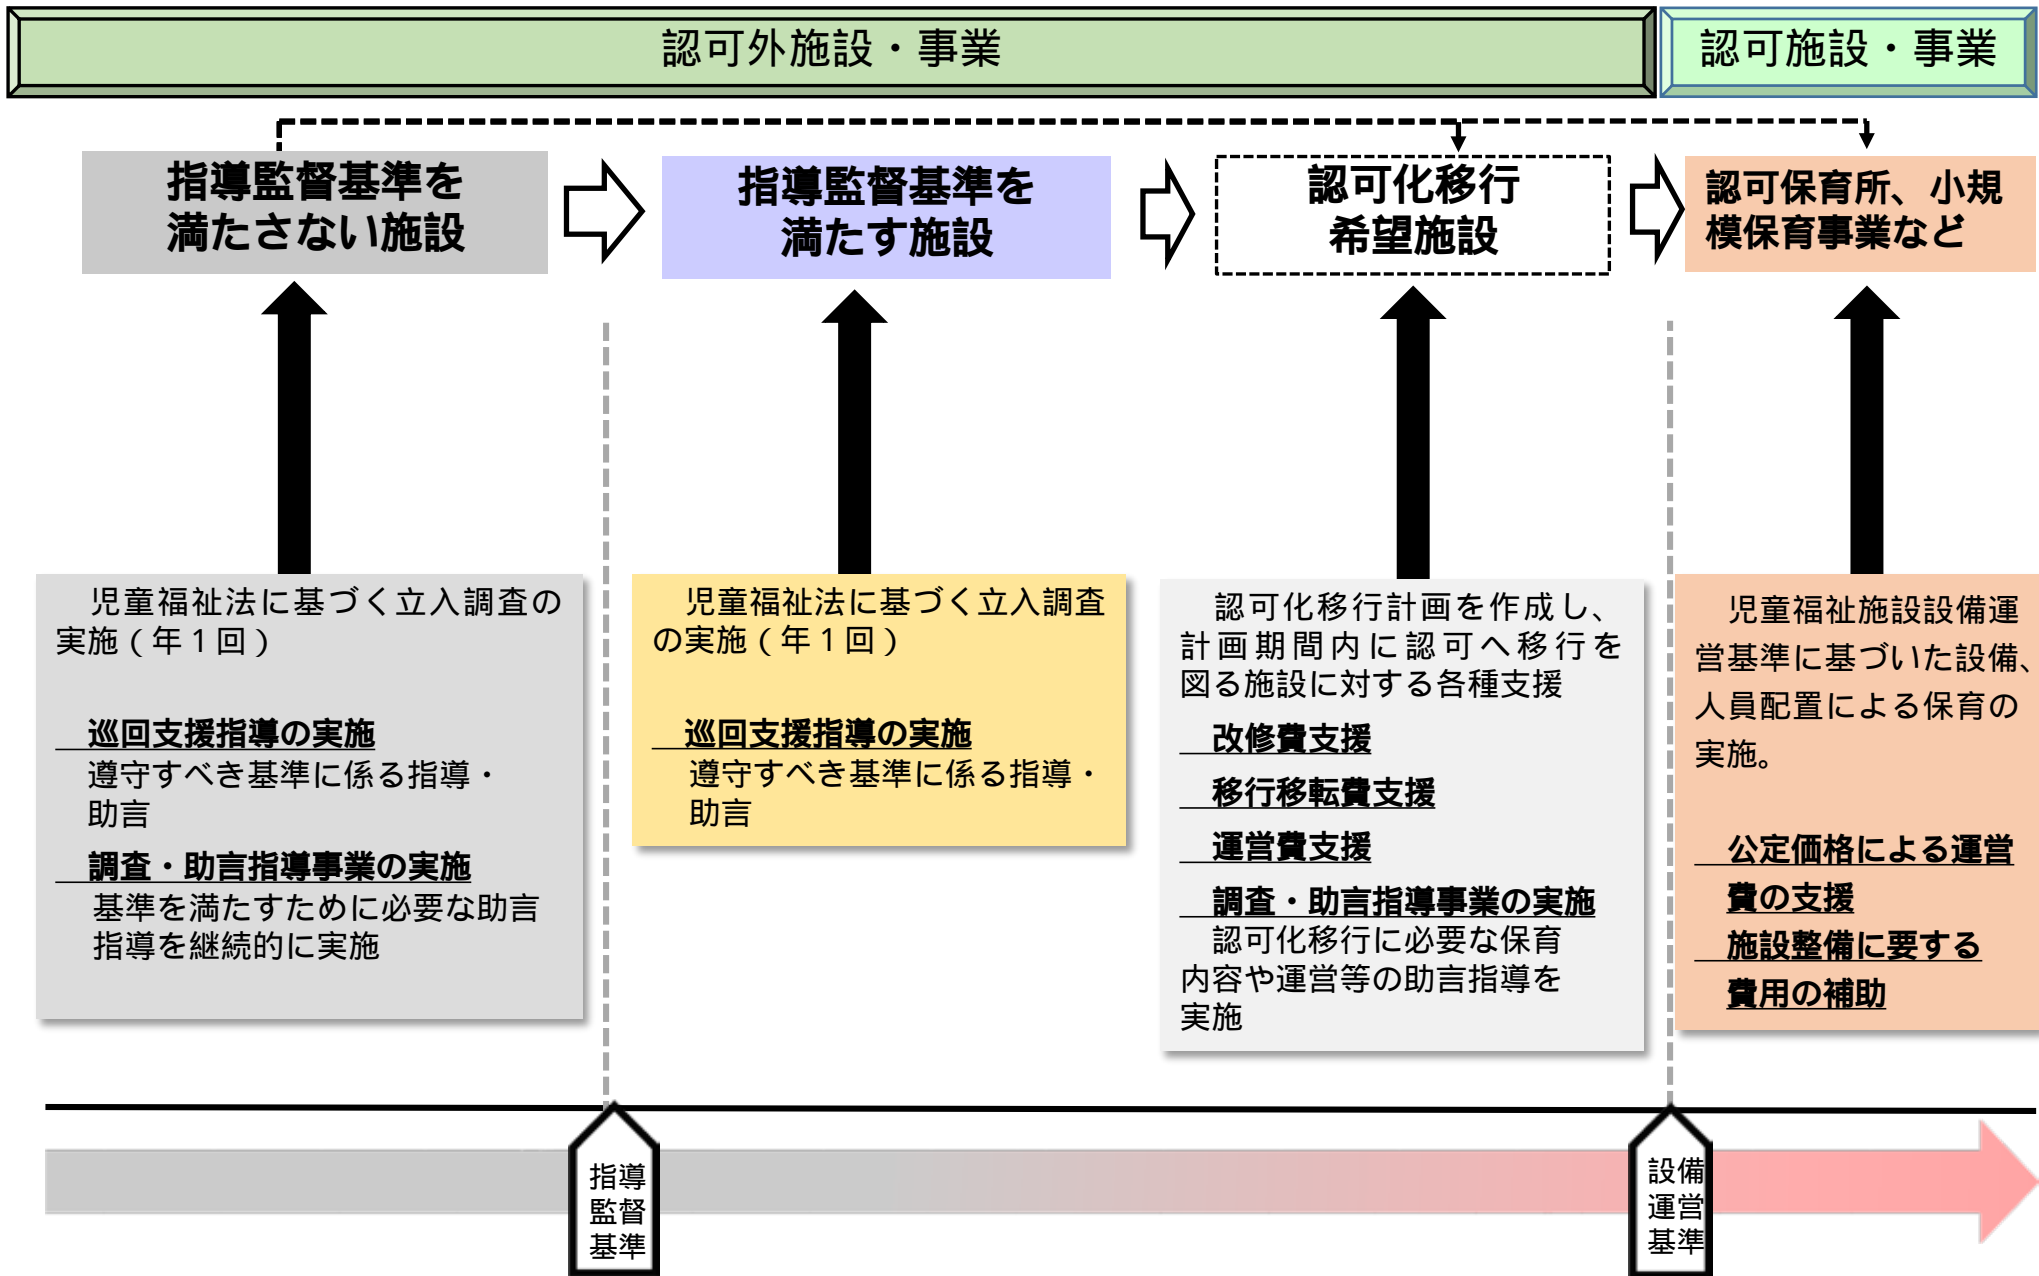 認可外施設・事業
認可施設・事業
指導監督基準を
満たさない施設
指導監督基準を
満たす施設
認可化移行
希望施設
認可保育所、小規
模保育事業など
児童福祉法に基づく立入調査の
実施(年1回)
巡回支援指導の実施
遵守すべき基準に係る指導・
助言
調査・助言指導事業の実施
基準を満たすために必要な助言
指導を継続的に実施
児童福祉法に基づく立入調査
の実施(年1回)
巡回支援指導の実施
遵守すべき基準に係る指導・
助言
認可化移行計画を作成し、
計画期間内に認可へ移行を
図る施設に対する各種支援
改修費支援
移行移転費支援
運営費支援
調査・助言指導事業の実施
認可化移行に必要な保育
内容や運営等の助言指導を
実施
児童福祉施設設備運
営基準に基づいた設備、
人員配置による保育の
実施。
公定価格による運営
費の支援
施設整備に要する
費用の補助
指導
監督
基準
設備
運営
基準